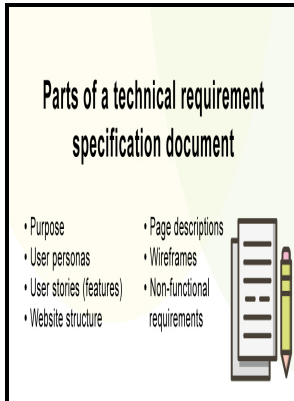 Parts of a technical requirement
specification document
• Purpose
• User personas
• User stories (features)
• Website structure
• Page descriptions
• Wireframes
• Non-functional
requirements